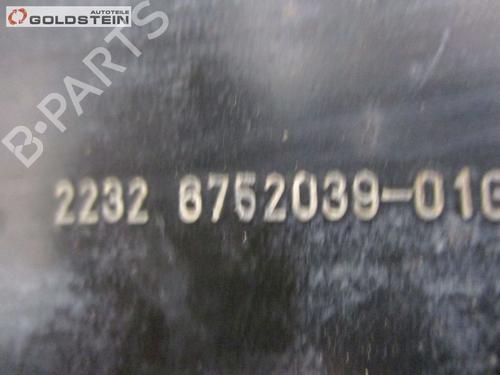 AUTOTEILE
GOLDSTEIN
B-PARTS
2232 6752039-01G